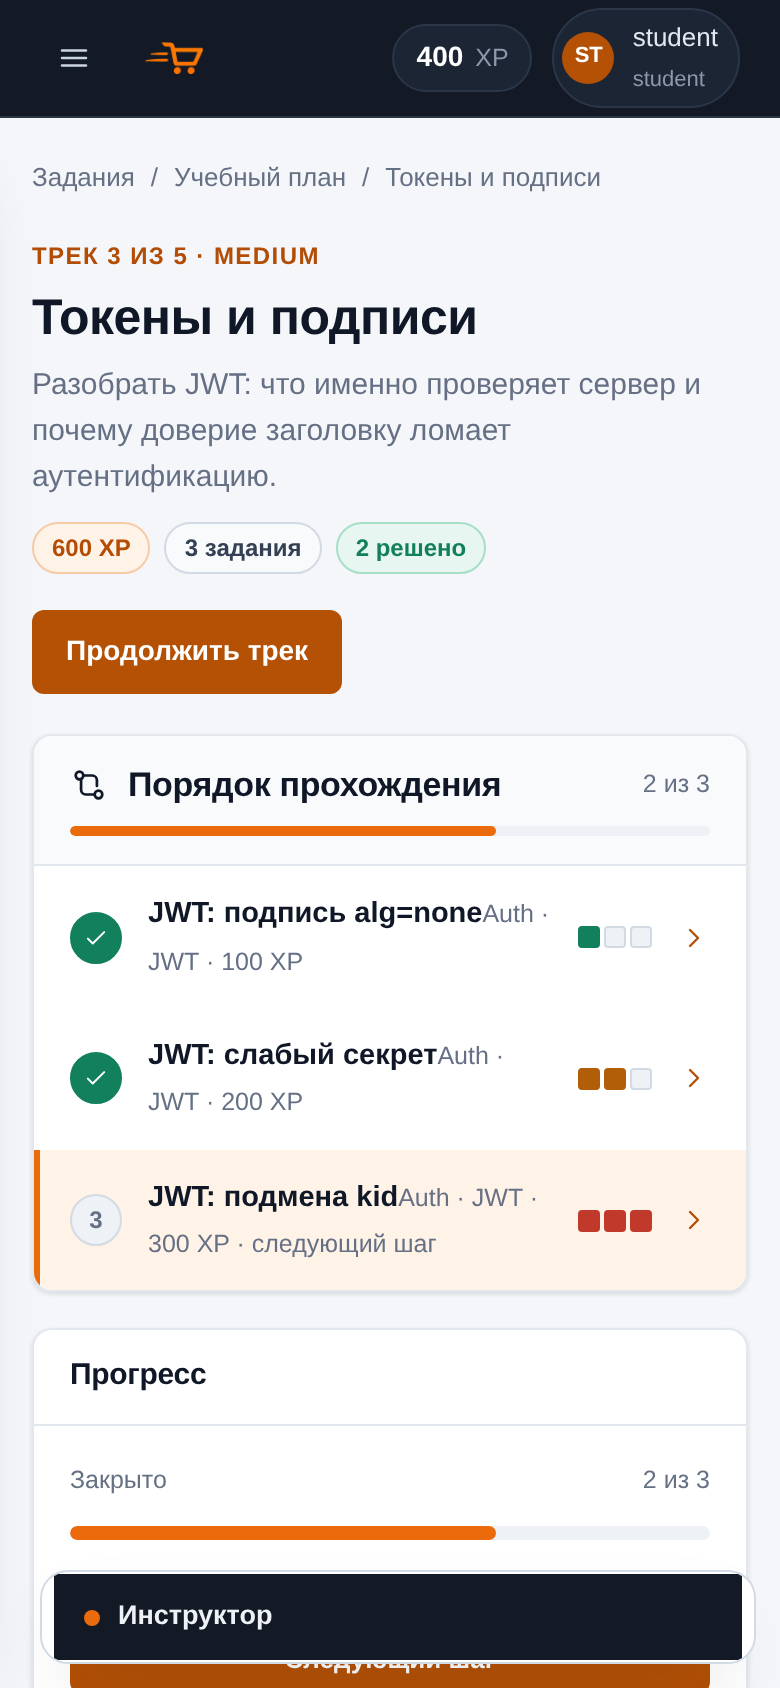 400 XP
ST
student
student
Задания / Учебный план / Токены и подписи
ТРЕК 3 ИЗ 5 · MEDIUM
Токены и подписи
Разобрать JWT: что именно проверяет сервер и
почему доверие заголовку ломает
аутентификацию.
600 XP
3 задания
2 решено
Продолжить трек
Порядок прохождения
2 из 3
JWT: подпись alg=noneAuth ·
JWT · 100 XP
JWT: слабый секретAuth ·
JWT · 200 XP
3
JWT: подмена kidAuth · JWT ·
300 XP · следующий шаг
Прогресс
Закрыто
2 из 3
Инструктор
Следующий шаг